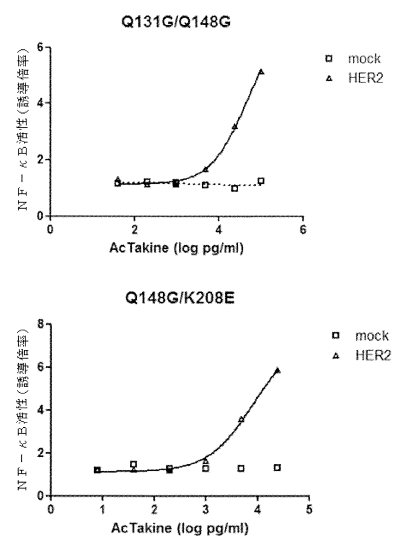 Q131G/Q148G
NF-κB活性(誘導倍率)
6
4
2
0
0
2
4
6
AcTakine (log pg/ml)
mock
HER2
Q148G/K208E
NF-κB活性(誘導倍率)
8
6
4
2
0
0
1
2
3
4
5
AcTakine (log pg/ml)
mock
HER2